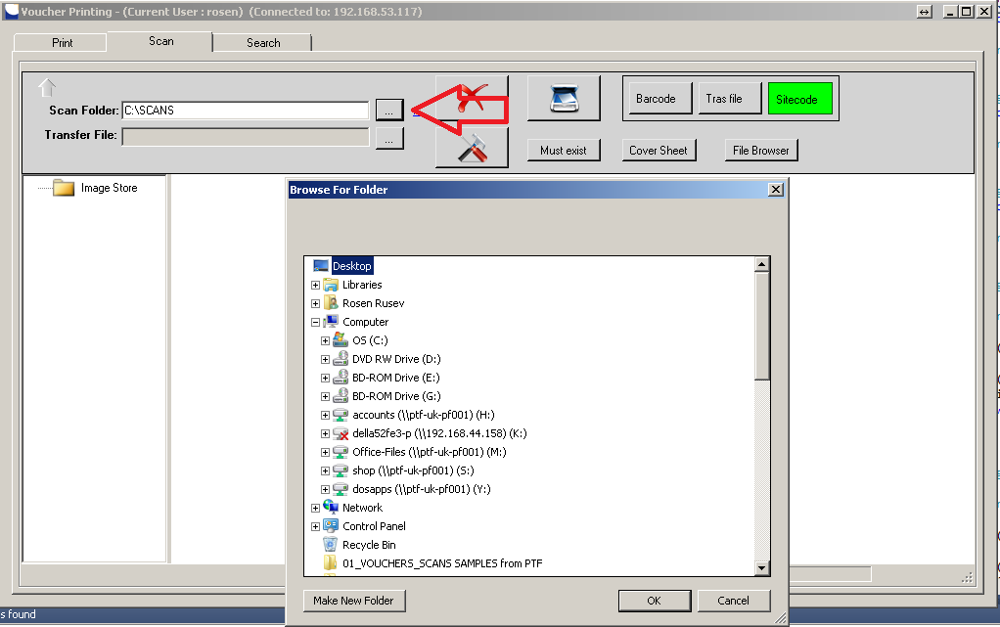 Voucher Printing - (Current User : rosen)  (Connected to: 192.168.53.117)
Print
Scan
Search
Scan Folder:
C:\SCANS
...
Barcode
Tras file
Sitecode
Transfer File:
...
Must exist
Cover Sheet
File Browser
Image Store
Browse For Folder
Desktop
Libraries
Rosen Rusev
Computer
OS (C:)
DVD RW Drive (D:)
BD-ROM Drive (E:)
BD-ROM Drive (G:)
accounts (\\ptf-uk-pf001) (H:)
della52fe3-p (\\192.168.44.158) (K:)
Office-Files (\\ptf-uk-pf001) (M:)
shop (\\ptf-uk-pf001) (S:)
dosapps (\\ptf-uk-pf001) (Y:)
Network
Control Panel
Recycle Bin
01_VOUCHERS_SCANS SAMPLES from PTF
Make New Folder
OK
Cancel
s found